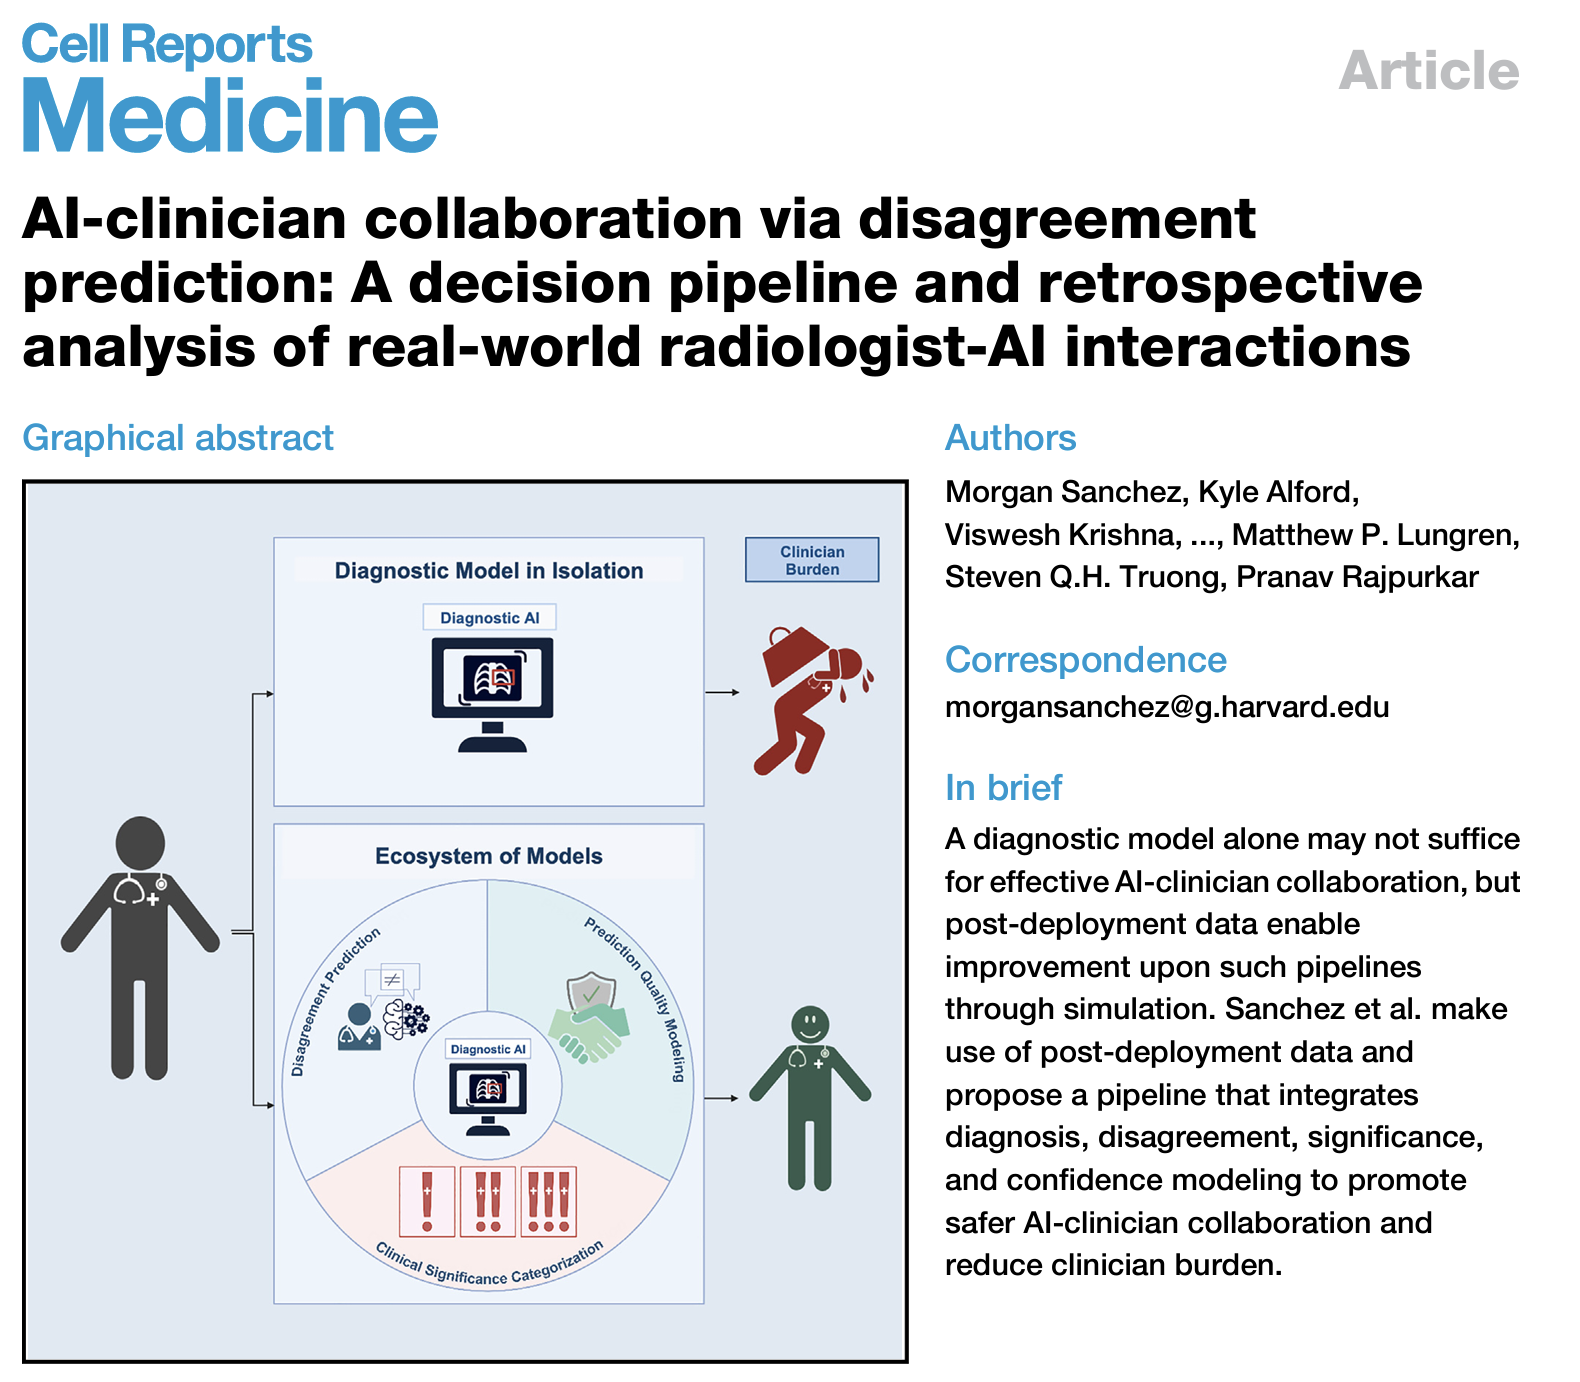 Cell Reports
Medicine
Article
AI-clinician collaboration via disagreement
prediction: A decision pipeline and retrospective
analysis of real-world radiologist-AI interactions
Graphical abstract
Diagnostic Model in Isolation
Diagnostic AI
Clinician
Burden
Ecosystem of Models
Disagreement Prediction
≠
Prediction Quality Modeling
Diagnostic AI
Clinical Significance Categorization
Authors
Morgan Sanchez, Kyle Alford,
Viswesh Krishna, ..., Matthew P. Lungren,
Steven Q.H. Truong, Pranav Rajpurkar
Correspondence
morgansanchez@g.harvard.edu
In brief
A diagnostic model alone may not suffice
for effective AI-clinician collaboration, but
post-deployment data enable
improvement upon such pipelines
through simulation. Sanchez et al. make
use of post-deployment data and
propose a pipeline that integrates
diagnosis, disagreement, significance,
and confidence modeling to promote
safer AI-clinician collaboration and
reduce clinician burden.